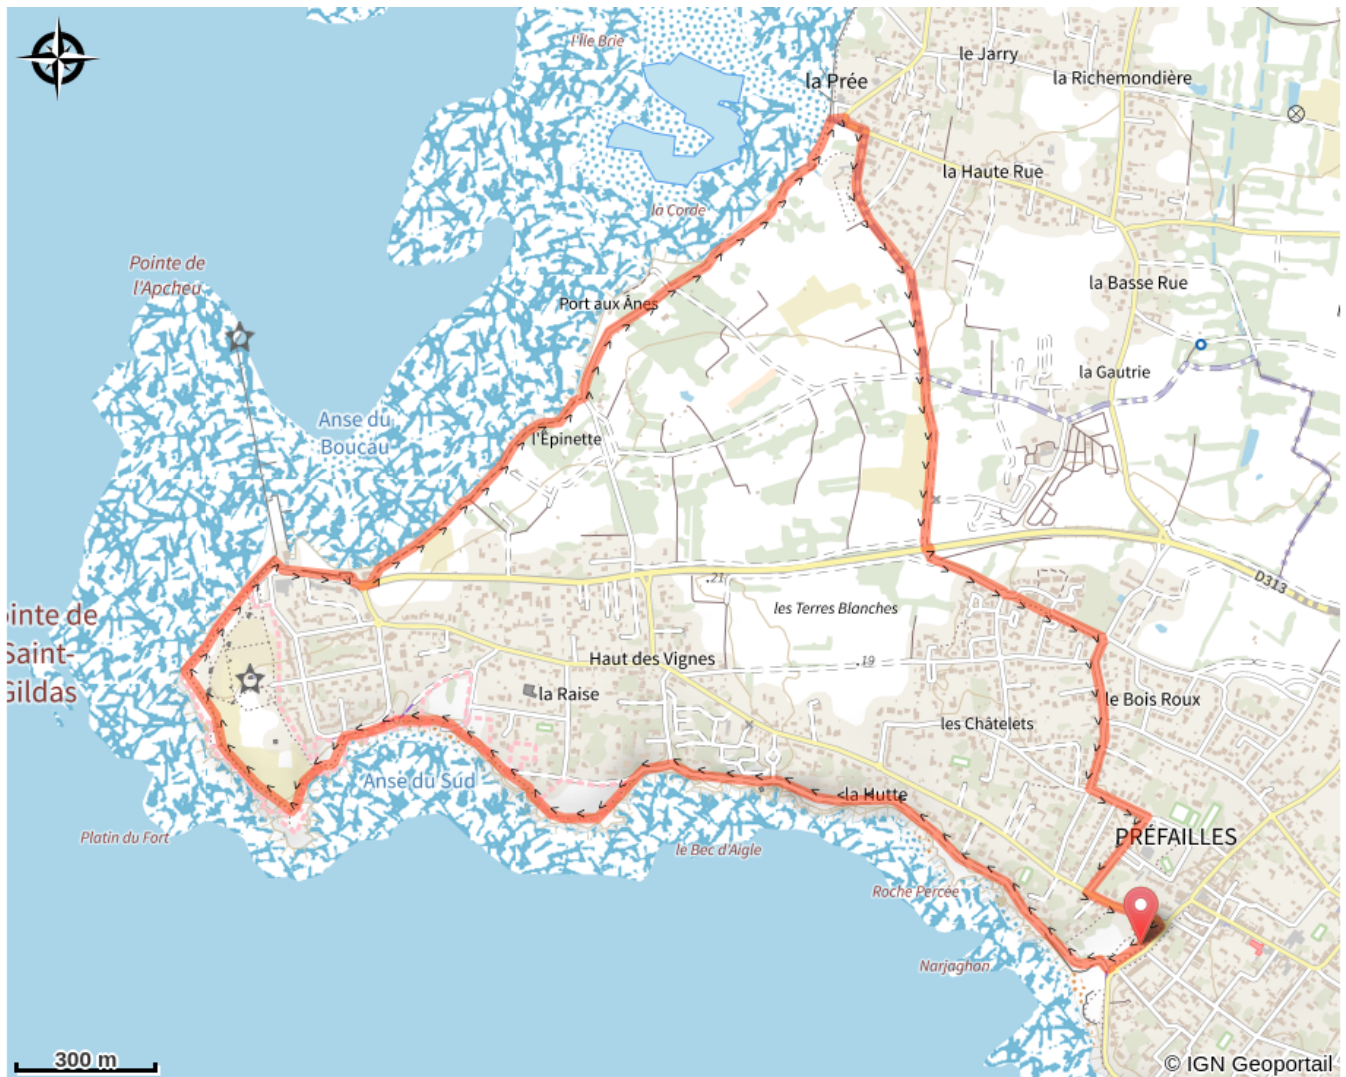 l'Île Brie
le Jarry
la Prée
la Richemondière
la Haute Rue
la Corde
Pointe de
l'Apcheu
la Basse Rue
Port aux Ânes
la Gautrie
Anse du
Boucau
l'Épinette
21
D313
les Terres Blanches
ointe de
Saint-
Gildas
Haut des Vignes
19
la Raise
le Bois Roux
les Châtelets
Anse du Sud
la Hutte
Platin du Fort
PRÉFAILLES
le Bec d'Aigle
Roche Percée
Narjaghon
300 m
© IGN Geoportail